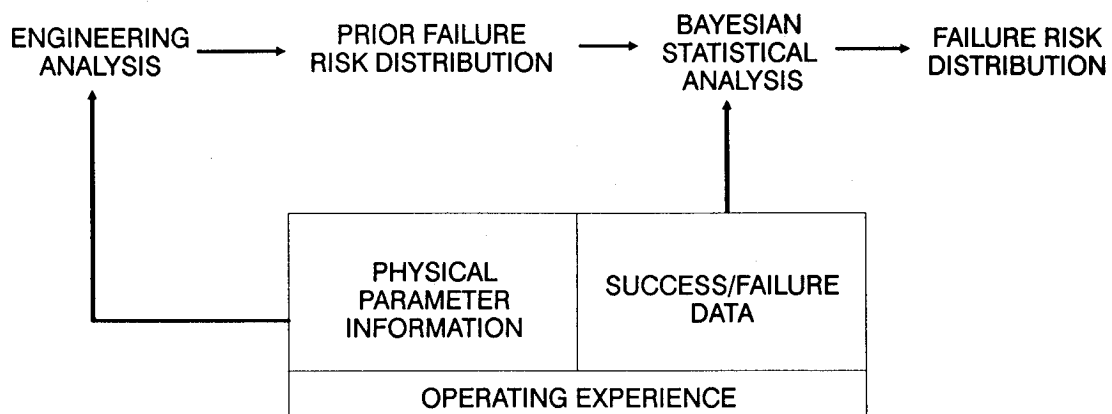 ENGINEERING
ANALYSIS
PRIOR FAILURE
RISK DISTRIBUTION
BAYESIAN
STATISTICAL
ANALYSIS
FAILURE RISK
DISTRIBUTION
PHYSICAL
PARAMETER
INFORMATION
SUCCESS/FAILURE
DATA
OPERATING EXPERIENCE